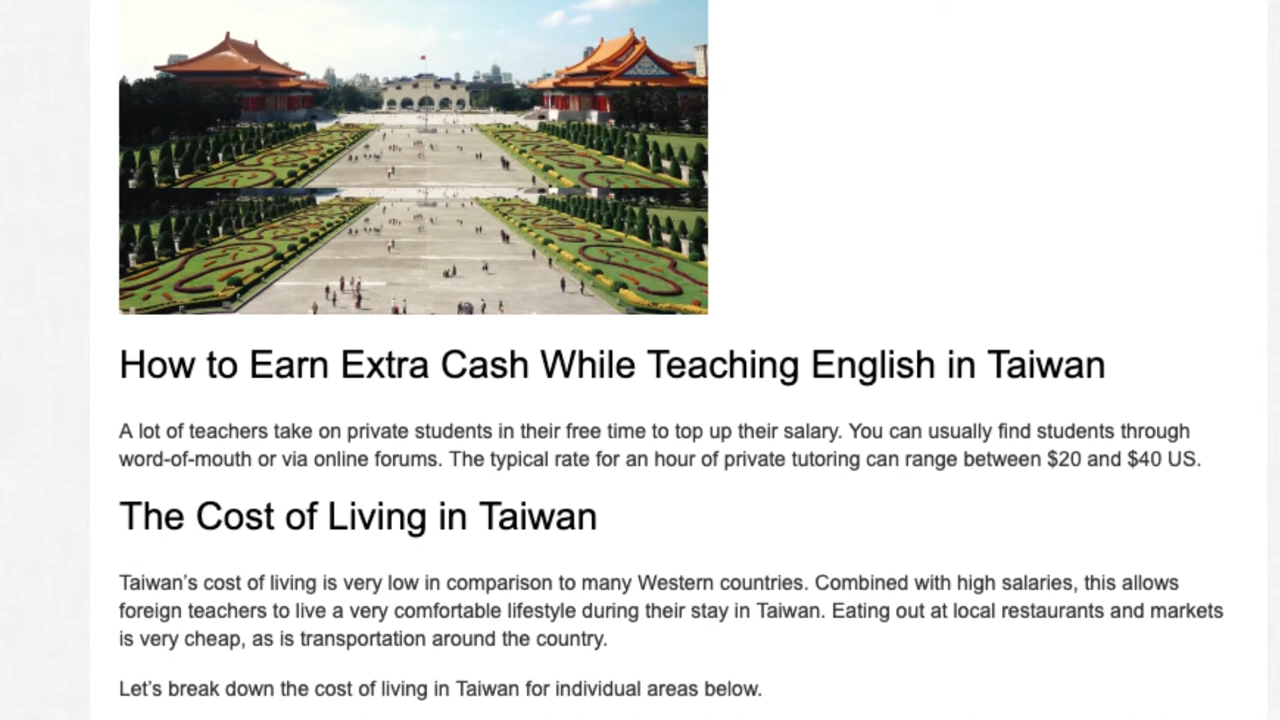 How to Earn Extra Cash While Teaching English in Taiwan
A lot of teachers take on private students in their free time to top up their salary. You can usually find students through
word-of-mouth or via online forums. The typical rate for an hour of private tutoring can range between $20 and $40 US.
The Cost of Living in Taiwan
Taiwan’s cost of living is very low in comparison to many Western countries. Combined with high salaries, this allows
foreign teachers to live a very comfortable lifestyle during their stay in Taiwan. Eating out at local restaurants and markets
is very cheap, as is transportation around the country.
Let’s break down the cost of living in Taiwan for individual areas below.